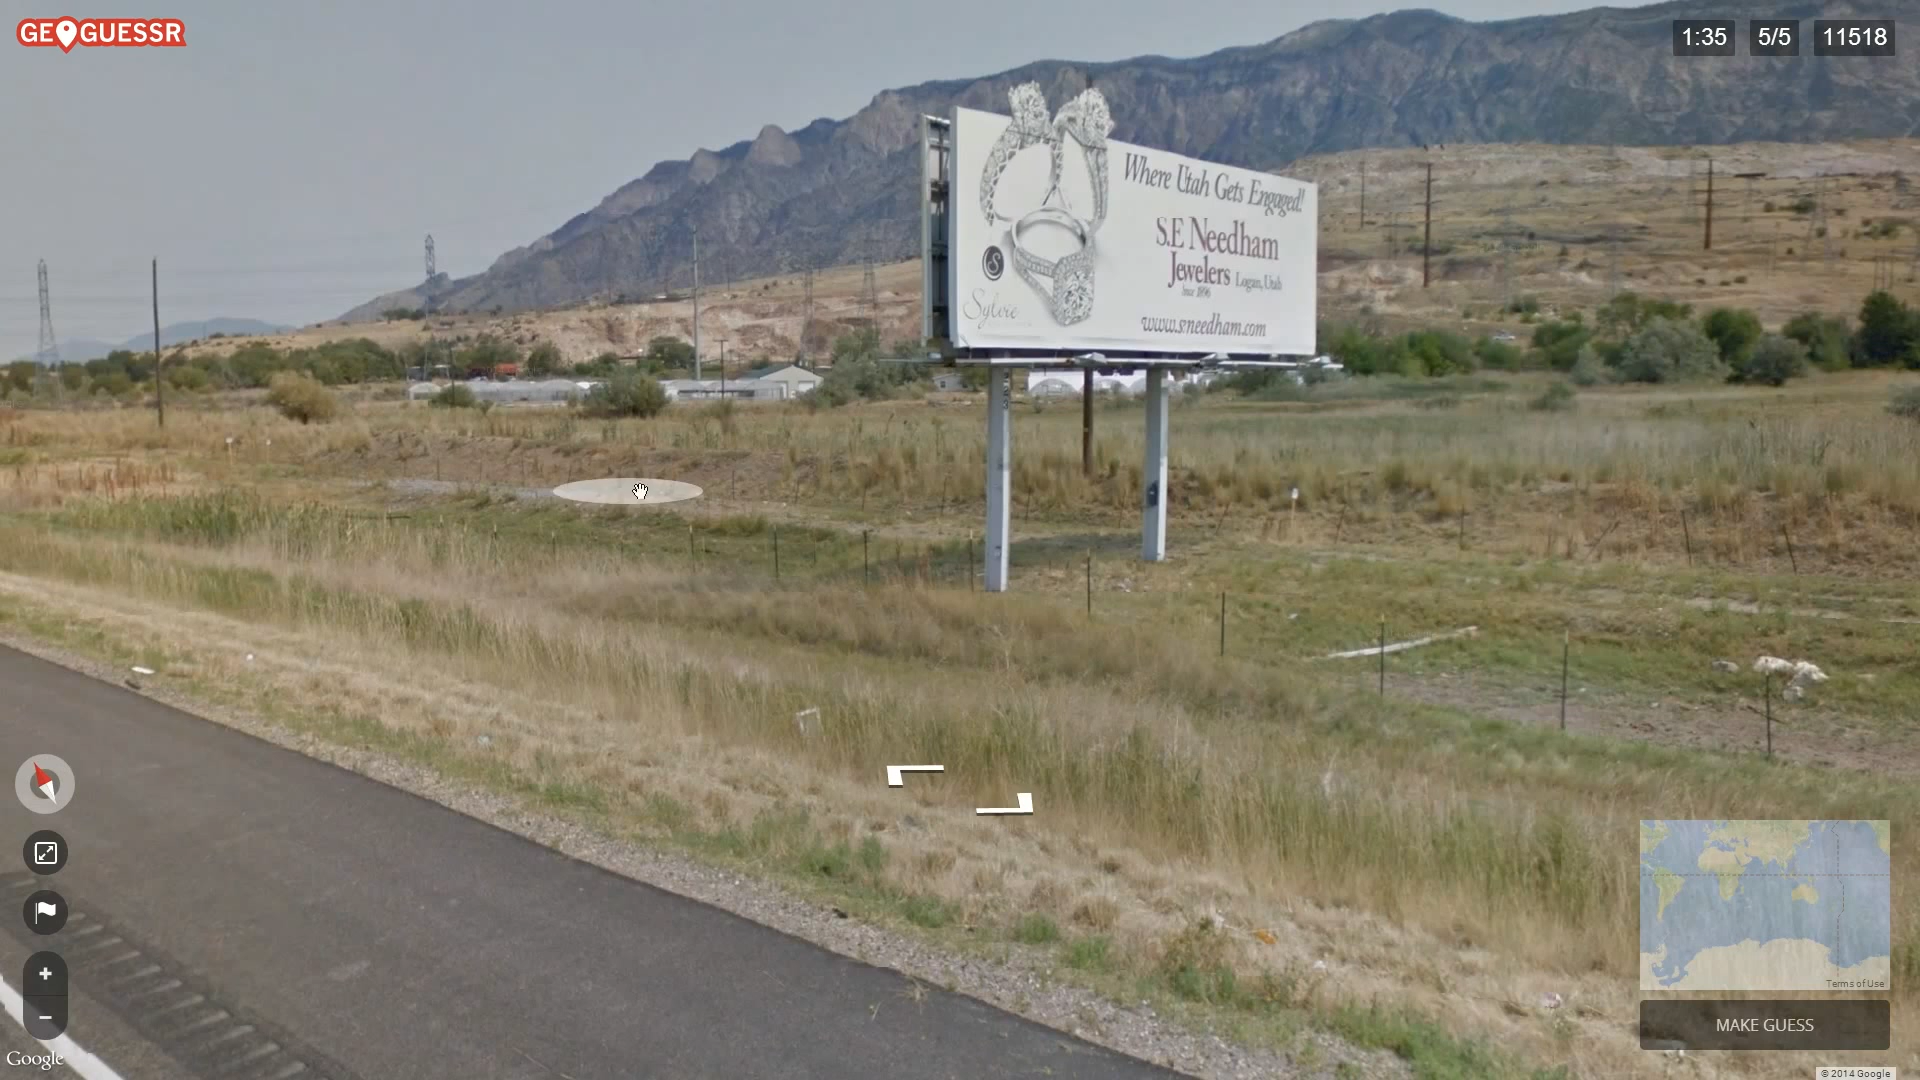 GEOGUESSR
1:35
5/5
11518
Where Utah Gets Engaged!
S.E Needham
Jewelers Logan, Utah
Since 1896
S
Sylvie
www.seneedham.com
Terms of Use
MAKE GUESS
Google
© 2014 Google